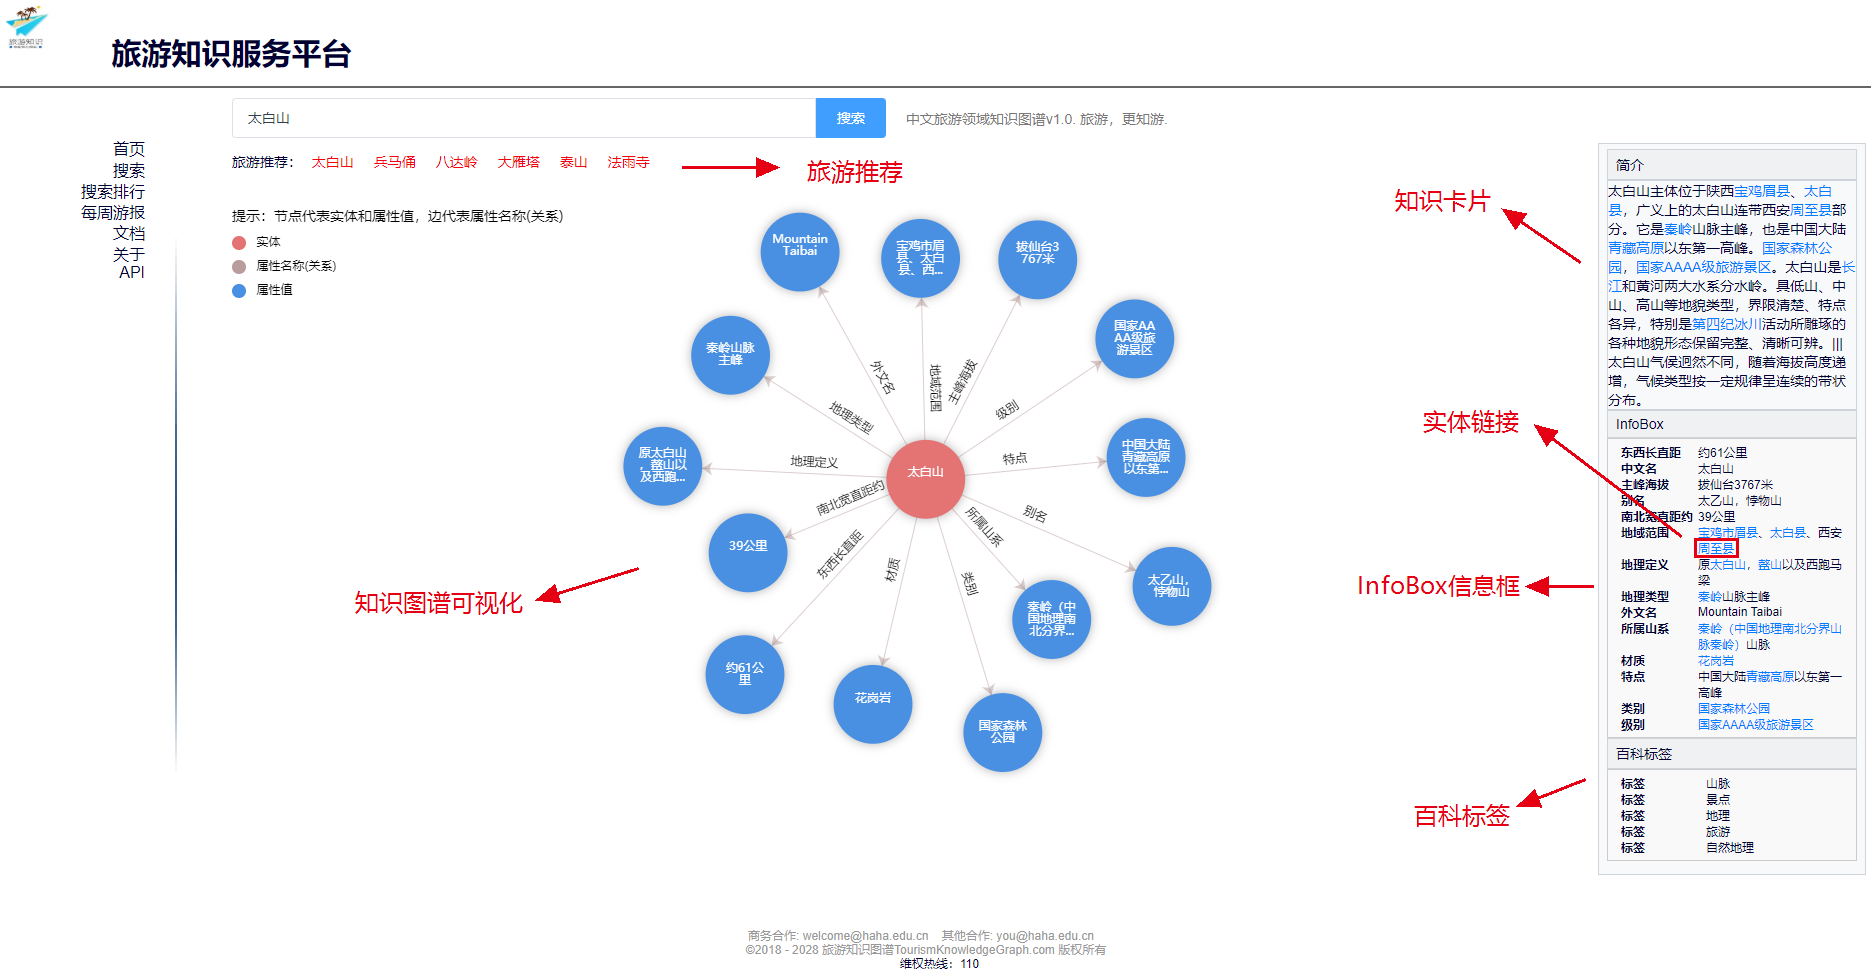 旅游知识
旅游知识服务平台
太白山
搜索
中文旅游领域知识图谱v1.0. 旅游，更知游.
旅游推荐：
太白山
兵马俑
八达岭
大雁塔
泰山
法雨寺
旅游推荐
首页
搜索
搜索排行
每周游报
文档
关于
API
提示：节点代表实体和属性值，边代表属性名称(关系)
实体
属性名称(关系)
属性值
Mountain
Taibai
宝鸡市眉
县、太白
县、西...
拔仙台3
767米
国家AA
AA级旅
游景区
秦岭山脉
主峰
中国大陆
青藏高原
以东第...
原太白山
，鳌山以
及西跑...
太白山
39公里
太乙山，
悖物山
秦岭（中
国地理南
北分界...
约61公
里
花岗岩
国家森林
公园
外文名
地域范围
主峰海拔
级别
地理类型
特点
地理定义
南北宽直距约
别名
所属山系
东西长直距
材质
类别
知识图谱可视化
知识卡片
实体链接
InfoBox信息框
百科标签
简介
太白山主体位于陕西宝鸡眉县、太白
县，广义上的太白山连带西安周至县部
分。它是秦岭山脉主峰，也是中国大陆
青藏高原以东第一高峰。国家森林公
园，国家AAAA级旅游景区。太白山是长
江和黄河两大水系分水岭。具低山、中
山、高山等地貌类型，界限清楚、特点
各异，特别是第四纪冰川活动所雕琢的
各种地貌形态保留完整、清晰可辨。|||
太白山气候迥然不同，随着海拔高度递
增，气候类型按一定规律呈连续的带状
分布。
InfoBox
东西长直距 约61公里
中文名 太白山
主峰海拔 拔仙台3767米
别名 太乙山，悖物山
南北宽直距约 39公里
地域范围 宝鸡市眉县、太白县、西安
周至县
地理定义 原太白山，鳌山以及西跑马
梁
地理类型 秦岭山脉主峰
外文名 Mountain Taibai
所属山系 秦岭（中国地理南北分界山
脉秦岭）山脉
材质 花岗岩
特点 中国大陆青藏高原以东第一
高峰
类别 国家森林公园
级别 国家AAAA级旅游景区
百科标签
标签 山脉
标签 景点
标签 地理
标签 旅游
标签 自然地理
商务合作: welcome@haha.edu.cn 其他合作: you@haha.edu.cn
©2018 - 2028 旅游知识图谱TourismKnowledgeGraph.com 版权所有
维权热线：110